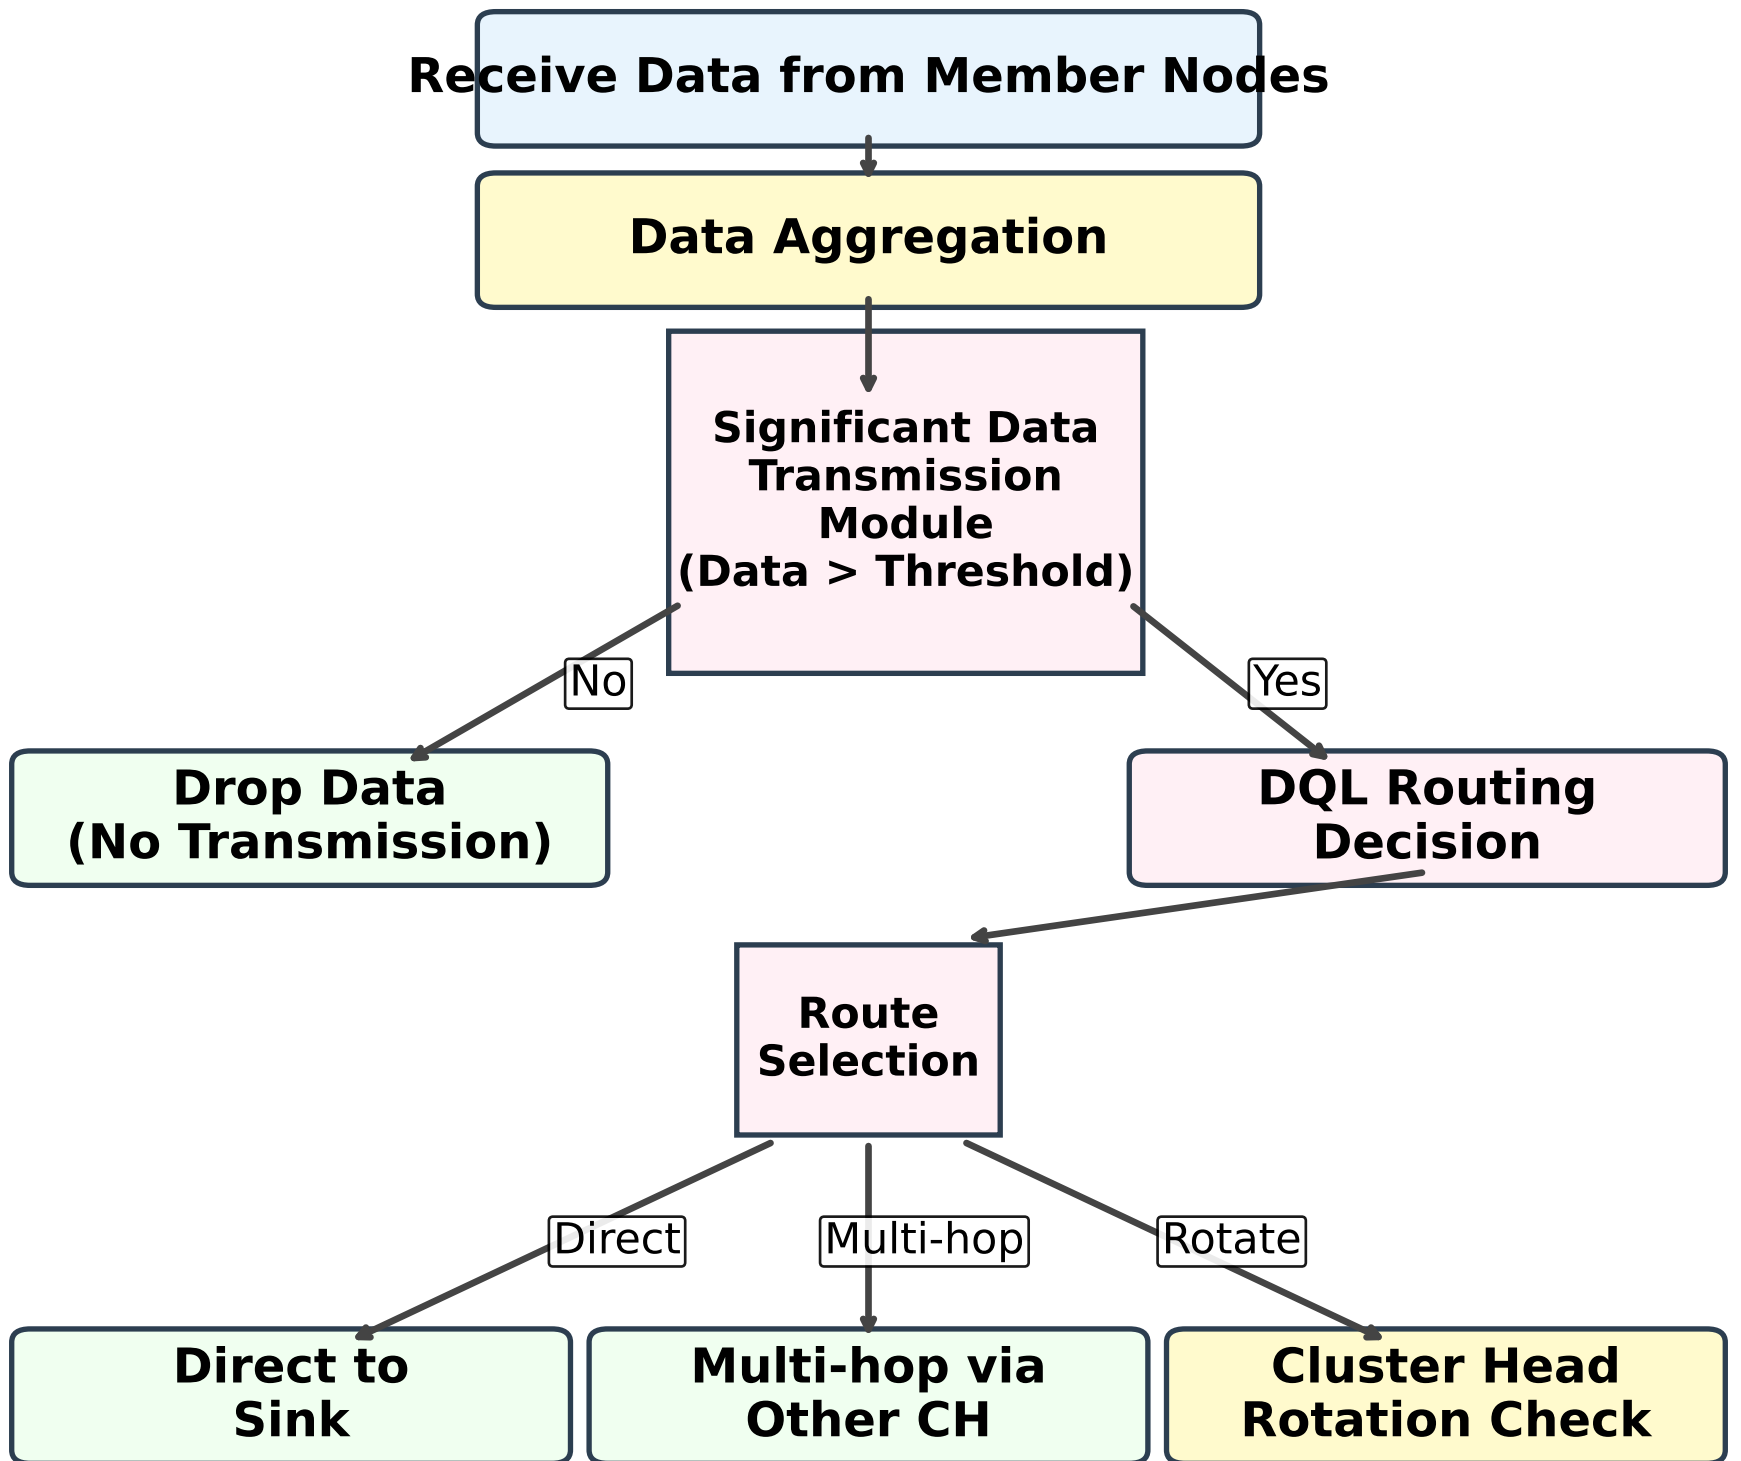 Receive Data from Member Nodes
Data Aggregation
Significant Data
Transmission
Module
(Data > Threshold)
No
Yes
Drop Data
(No Transmission)
DQL Routing
Decision
Route
Selection
Direct
Multi-hop
Rotate
Direct to
Sink
Multi-hop via
Other CH
Cluster Head
Rotation Check